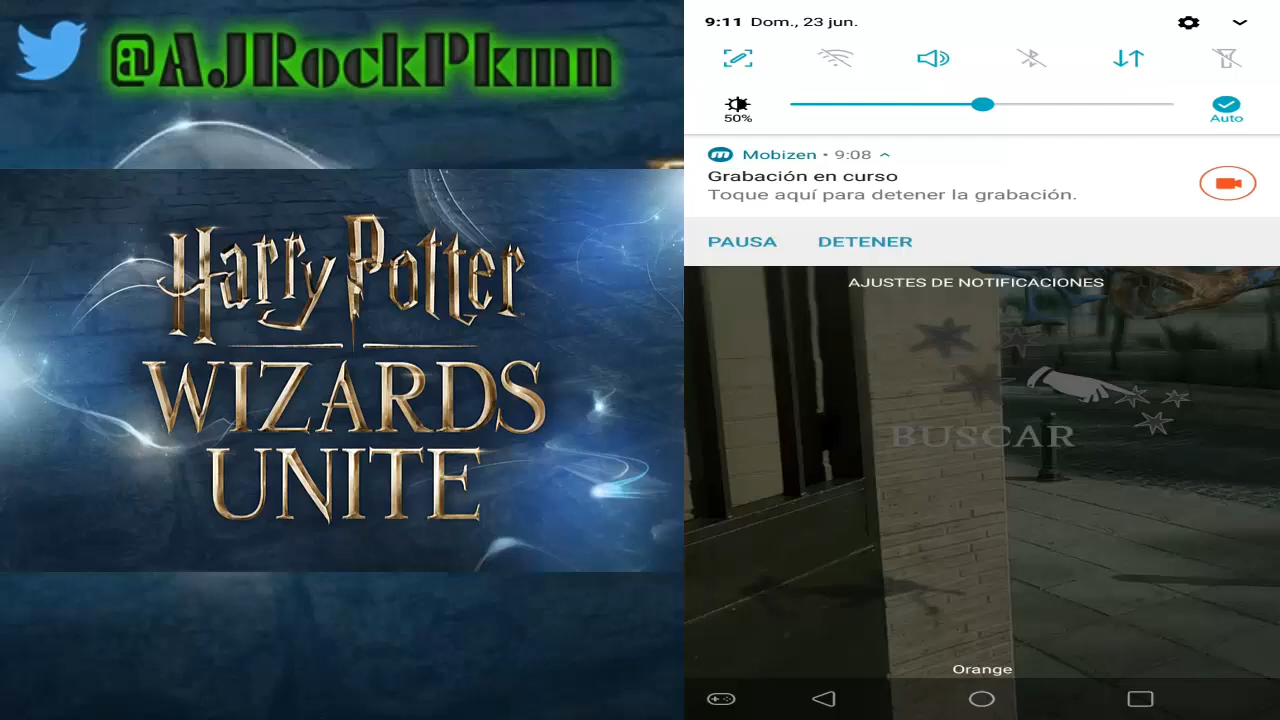 @AJRockPkmn
Harry Potter
WIZARDS
UNITE
9:11 Dom., 23 jun.
50%
Auto
Mobizen • 9:08
Grabación en curso
Toque aquí para detener la grabación.
PAUSA DETENER
AJUSTES DE NOTIFICACIONES
BUSCAR
Orange